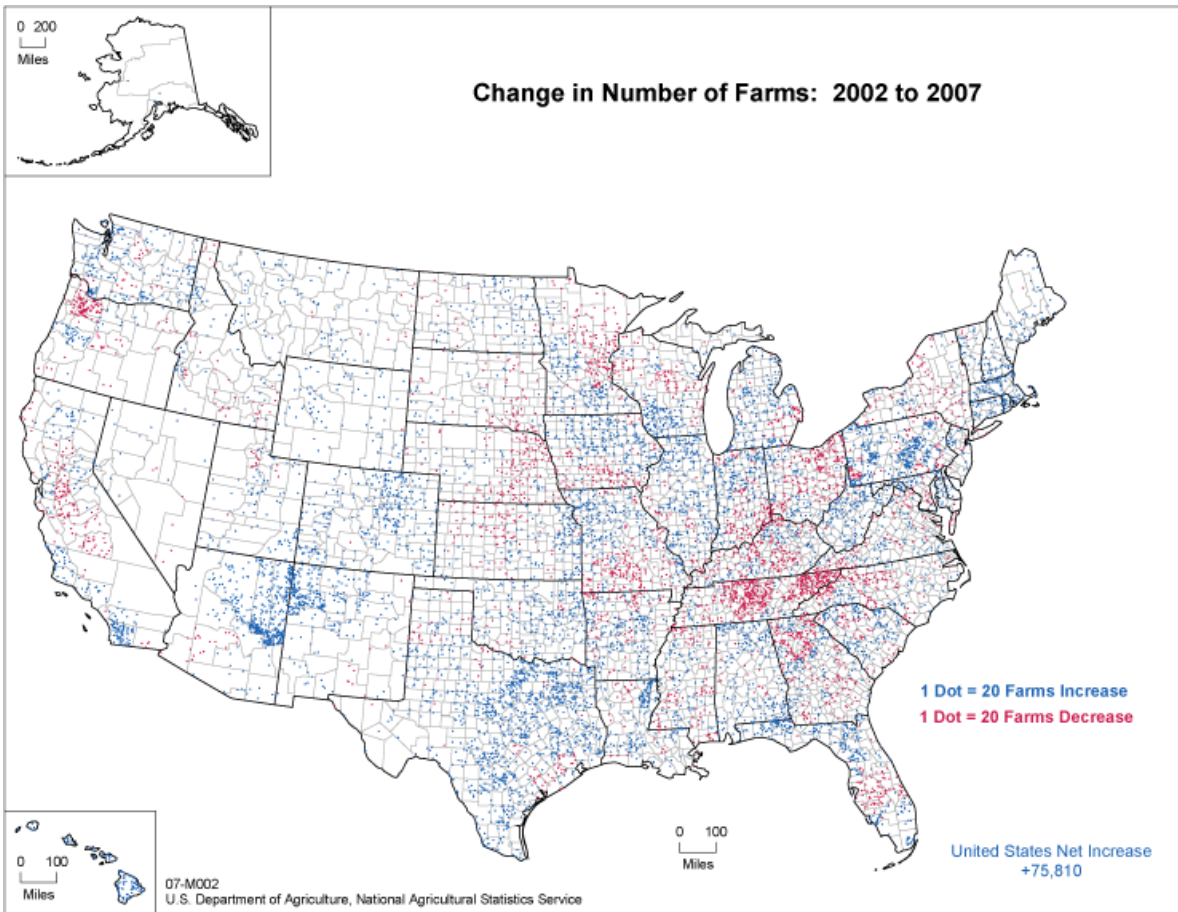 0 200
Miles
Change in Number of Farms: 2002 to 2007
1 Dot = 20 Farms Increase
1 Dot = 20 Farms Decrease
0 100
Miles
0 100
Miles
United States Net Increase
+75,810
07-M002
U.S. Department of Agriculture, National Agricultural Statistics Service